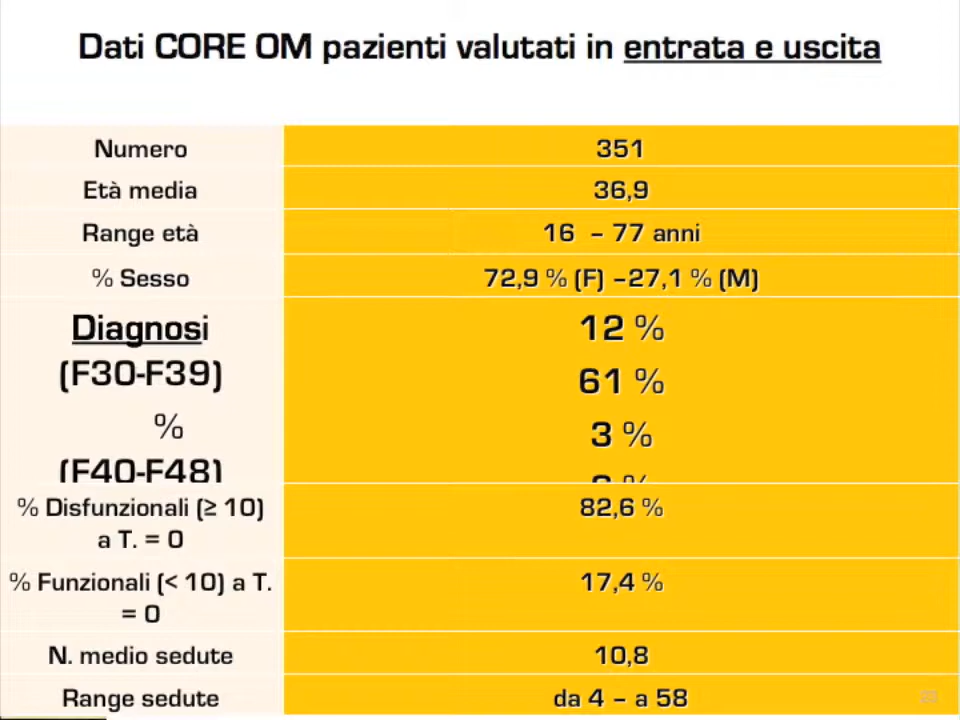 Dati CORE OM pazienti valutati in entrata e uscita
Numero 351
Età media 36,9
Range età 16 – 77 anni
% Sesso 72,9 % (F) –27,1 % (M)
Diagnosi 12 %
(F30-F39) 61 %
% 3 %
(F40-F48)
% Disfunzionali (≥ 10) 82,6 %
a T. = 0
% Funzionali (< 10) a T. 17,4 %
= 0
N. medio sedute 10,8
Range sedute da 4 – a 58
23